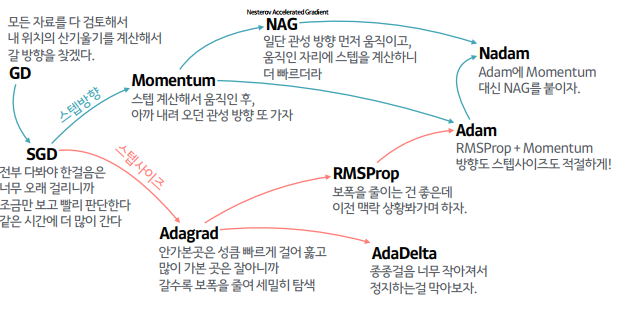 모든 자료를 다 검토해서
내 위치의 산기울기를 계산해서
갈 방향을 찾겠다.
GD
스텝방향
Momentum
스텝 계산해서 움직인 후,
아까 내려 오던 관성 방향 또 가자
Nesterov Accelerated Gradient
NAG
일단 관성 방향 먼저 움직이고,
움직인 자리에 스텝을 계산하니
더 빠르더라
Nadam
Adam에 Momentum
대신 NAG를 붙이자.
Adam
RMSProp + Momentum
방향도 스텝사이즈도 적절하게!
SGD
전부 다봐야 한걸음은
너무 오래 걸리니까
조금만 보고 빨리 판단한다
같은 시간에 더 많이 간다
스텝사이즈
RMSProp
보폭을 줄이는 건 좋은데
이전 맥락 상황봐가며 하자.
Adagrad
안가본곳은 성큼 빠르게 걸어 훓고
많이 가본 곳은 잘아니까
갈수록 보폭을 줄여 세밀히 탐색
AdaDelta
종종걸음 너무 작아져서
정지하는걸 막아보자.